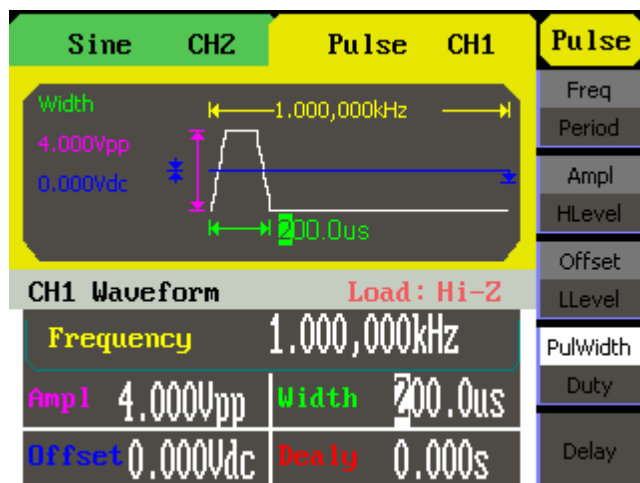 Sine CH2 Pulse CH1 Pulse
Width
1.000,000kHz
4.000Vpp
0.000Vdc
200.0us
CH1 Waveform Load: Hi-Z
Frequency 1.000,000kHz
Ampl 4.000Vpp Width 200.0us
Offset 0.000Vdc Dealy 0.000s
Freq
Period
Ampl
HLevel
Offset
LLevel
PulWidth
Duty
Delay